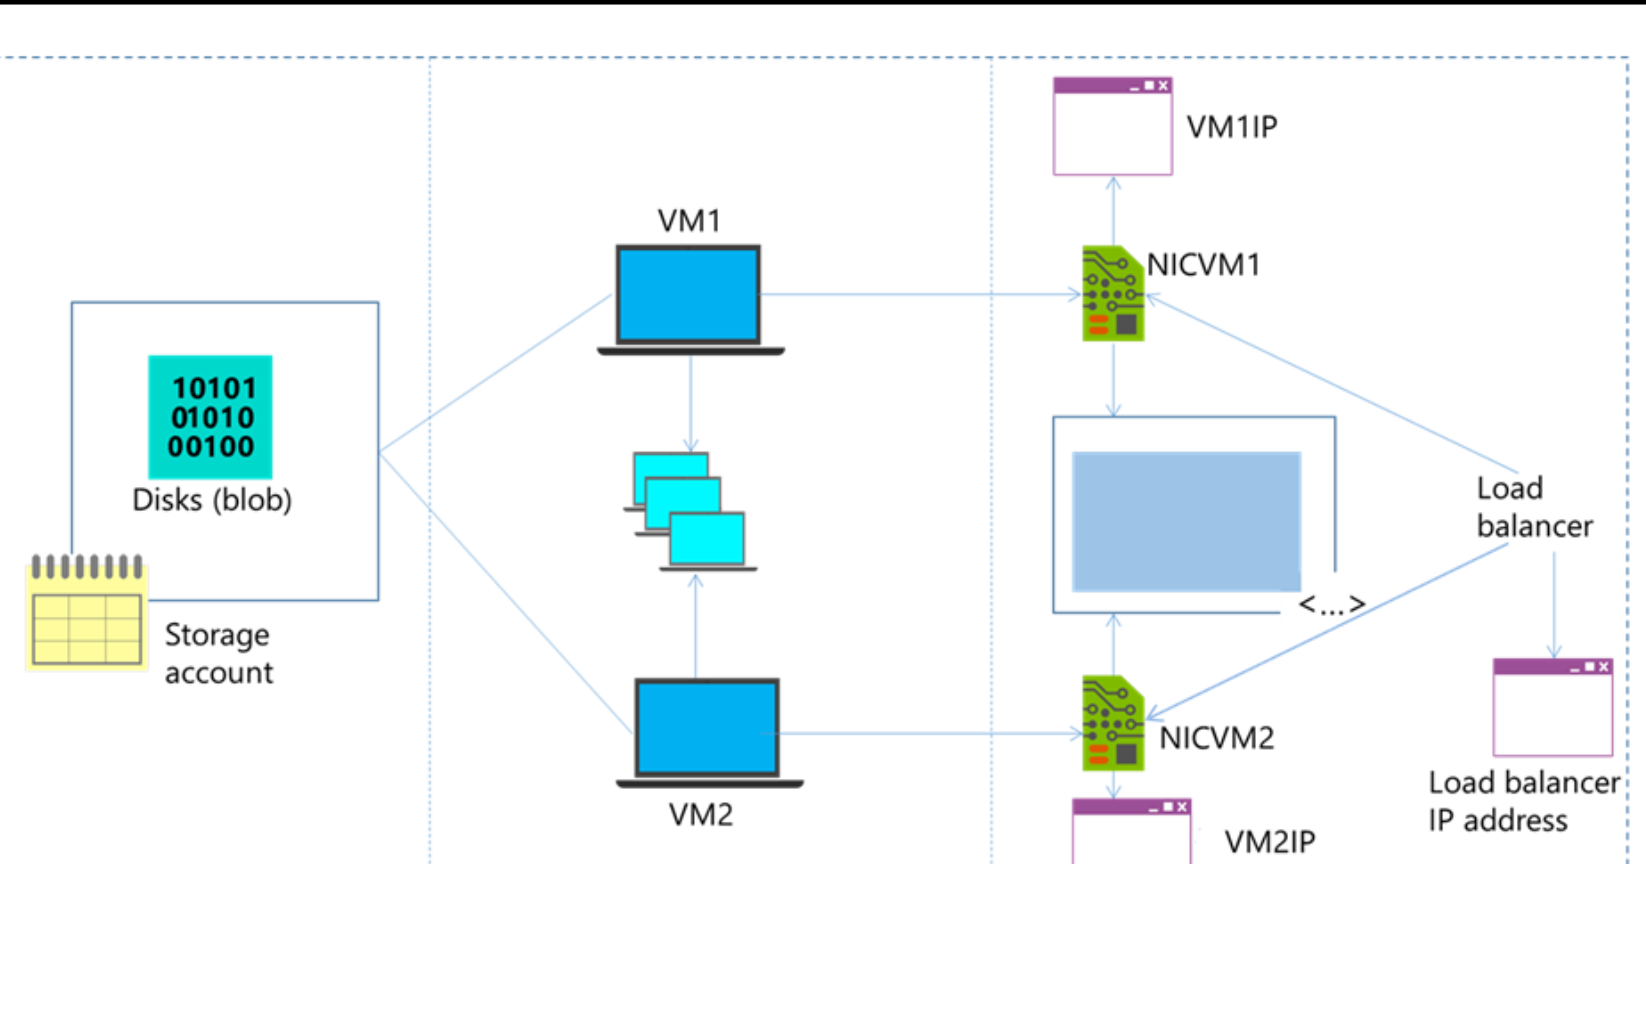 VM1IP
VM1
NICVM1
10101
01010
00100
Disks (blob)
Load
balancer
<...>
Storage
account
NICVM2
VM2
Load balancer
IP address
VM2IP